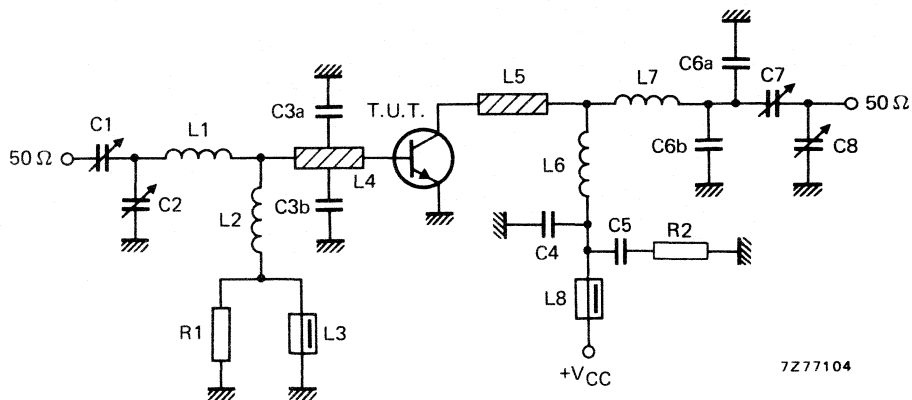 50 Ω
C1
C2
L1
L2
R1
L3
C3a
C3b
L4
T.U.T.
L5
L6
C4
C5
R2
L8
+VCC
L7
C6a
C6b
C7
C8
50 Ω
7Z77104